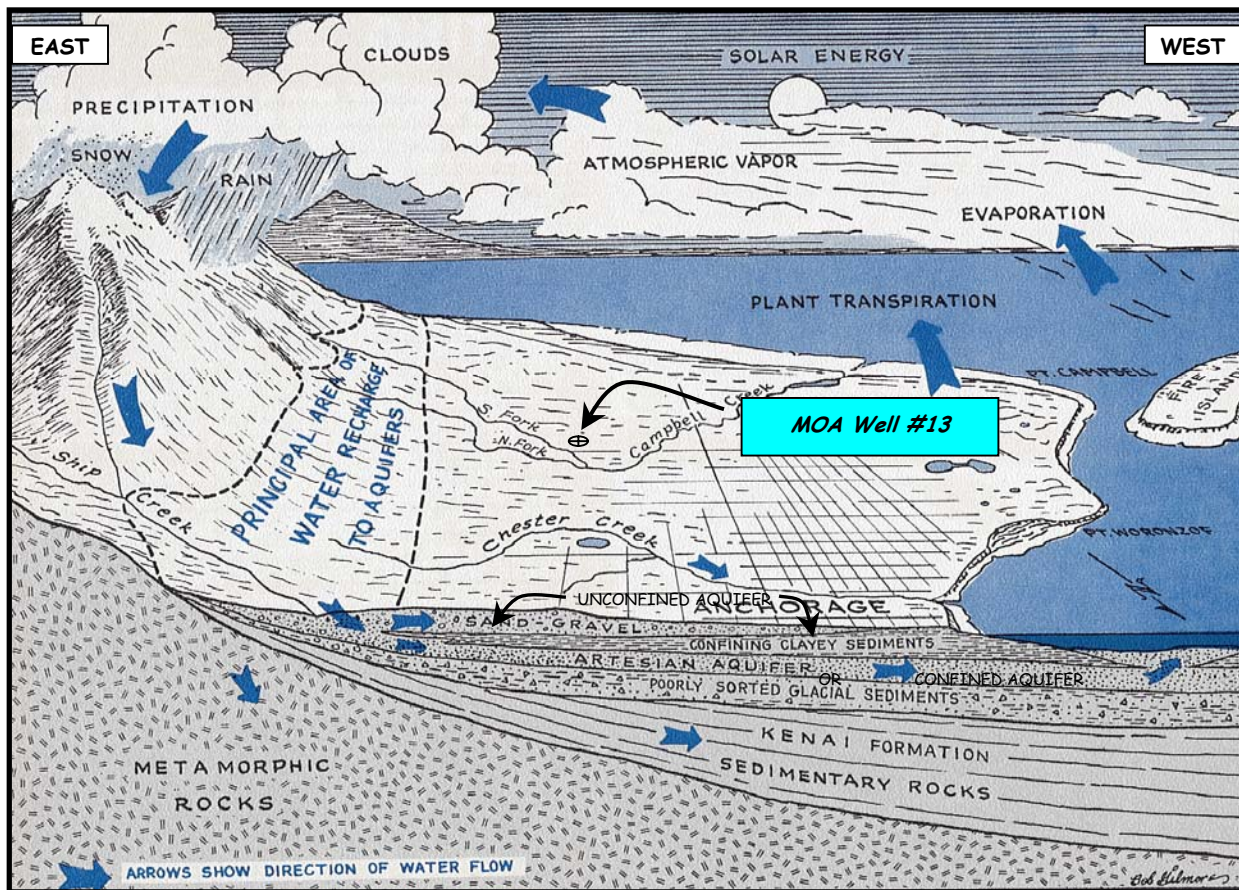 EAST
WEST
CLOUDS
SOLAR ENERGY
PRECIPITATION
SNOW
RAIN
ATMOSPHERIC VAPOR
EVAPORATION
PLANT TRANSPIRATION
PT. CAMPBELL
FIRE
ISLAND
PRINCIPAL AREA OF
WATER RECHARGE
TO AQUIFERS
S. Fork
N. Fork
Campbell Creek
MOA Well #13
Ship
Creek
Chester Creek
PT. WORONZOF
UNCONFINED AQUIFER
ANCHORAGE
SAND GRAVEL
CONFINING CLAYEY SEDIMENTS
ARTESIAN AQUIFER OR CONFINED AQUIFER
POORLY SORTED GLACIAL SEDIMENTS
KENAI FORMATION
SEDIMENTARY ROCKS
METAMORPHIC
ROCKS
ARROWS SHOW DIRECTION OF WATER FLOW
Bob Gilmore